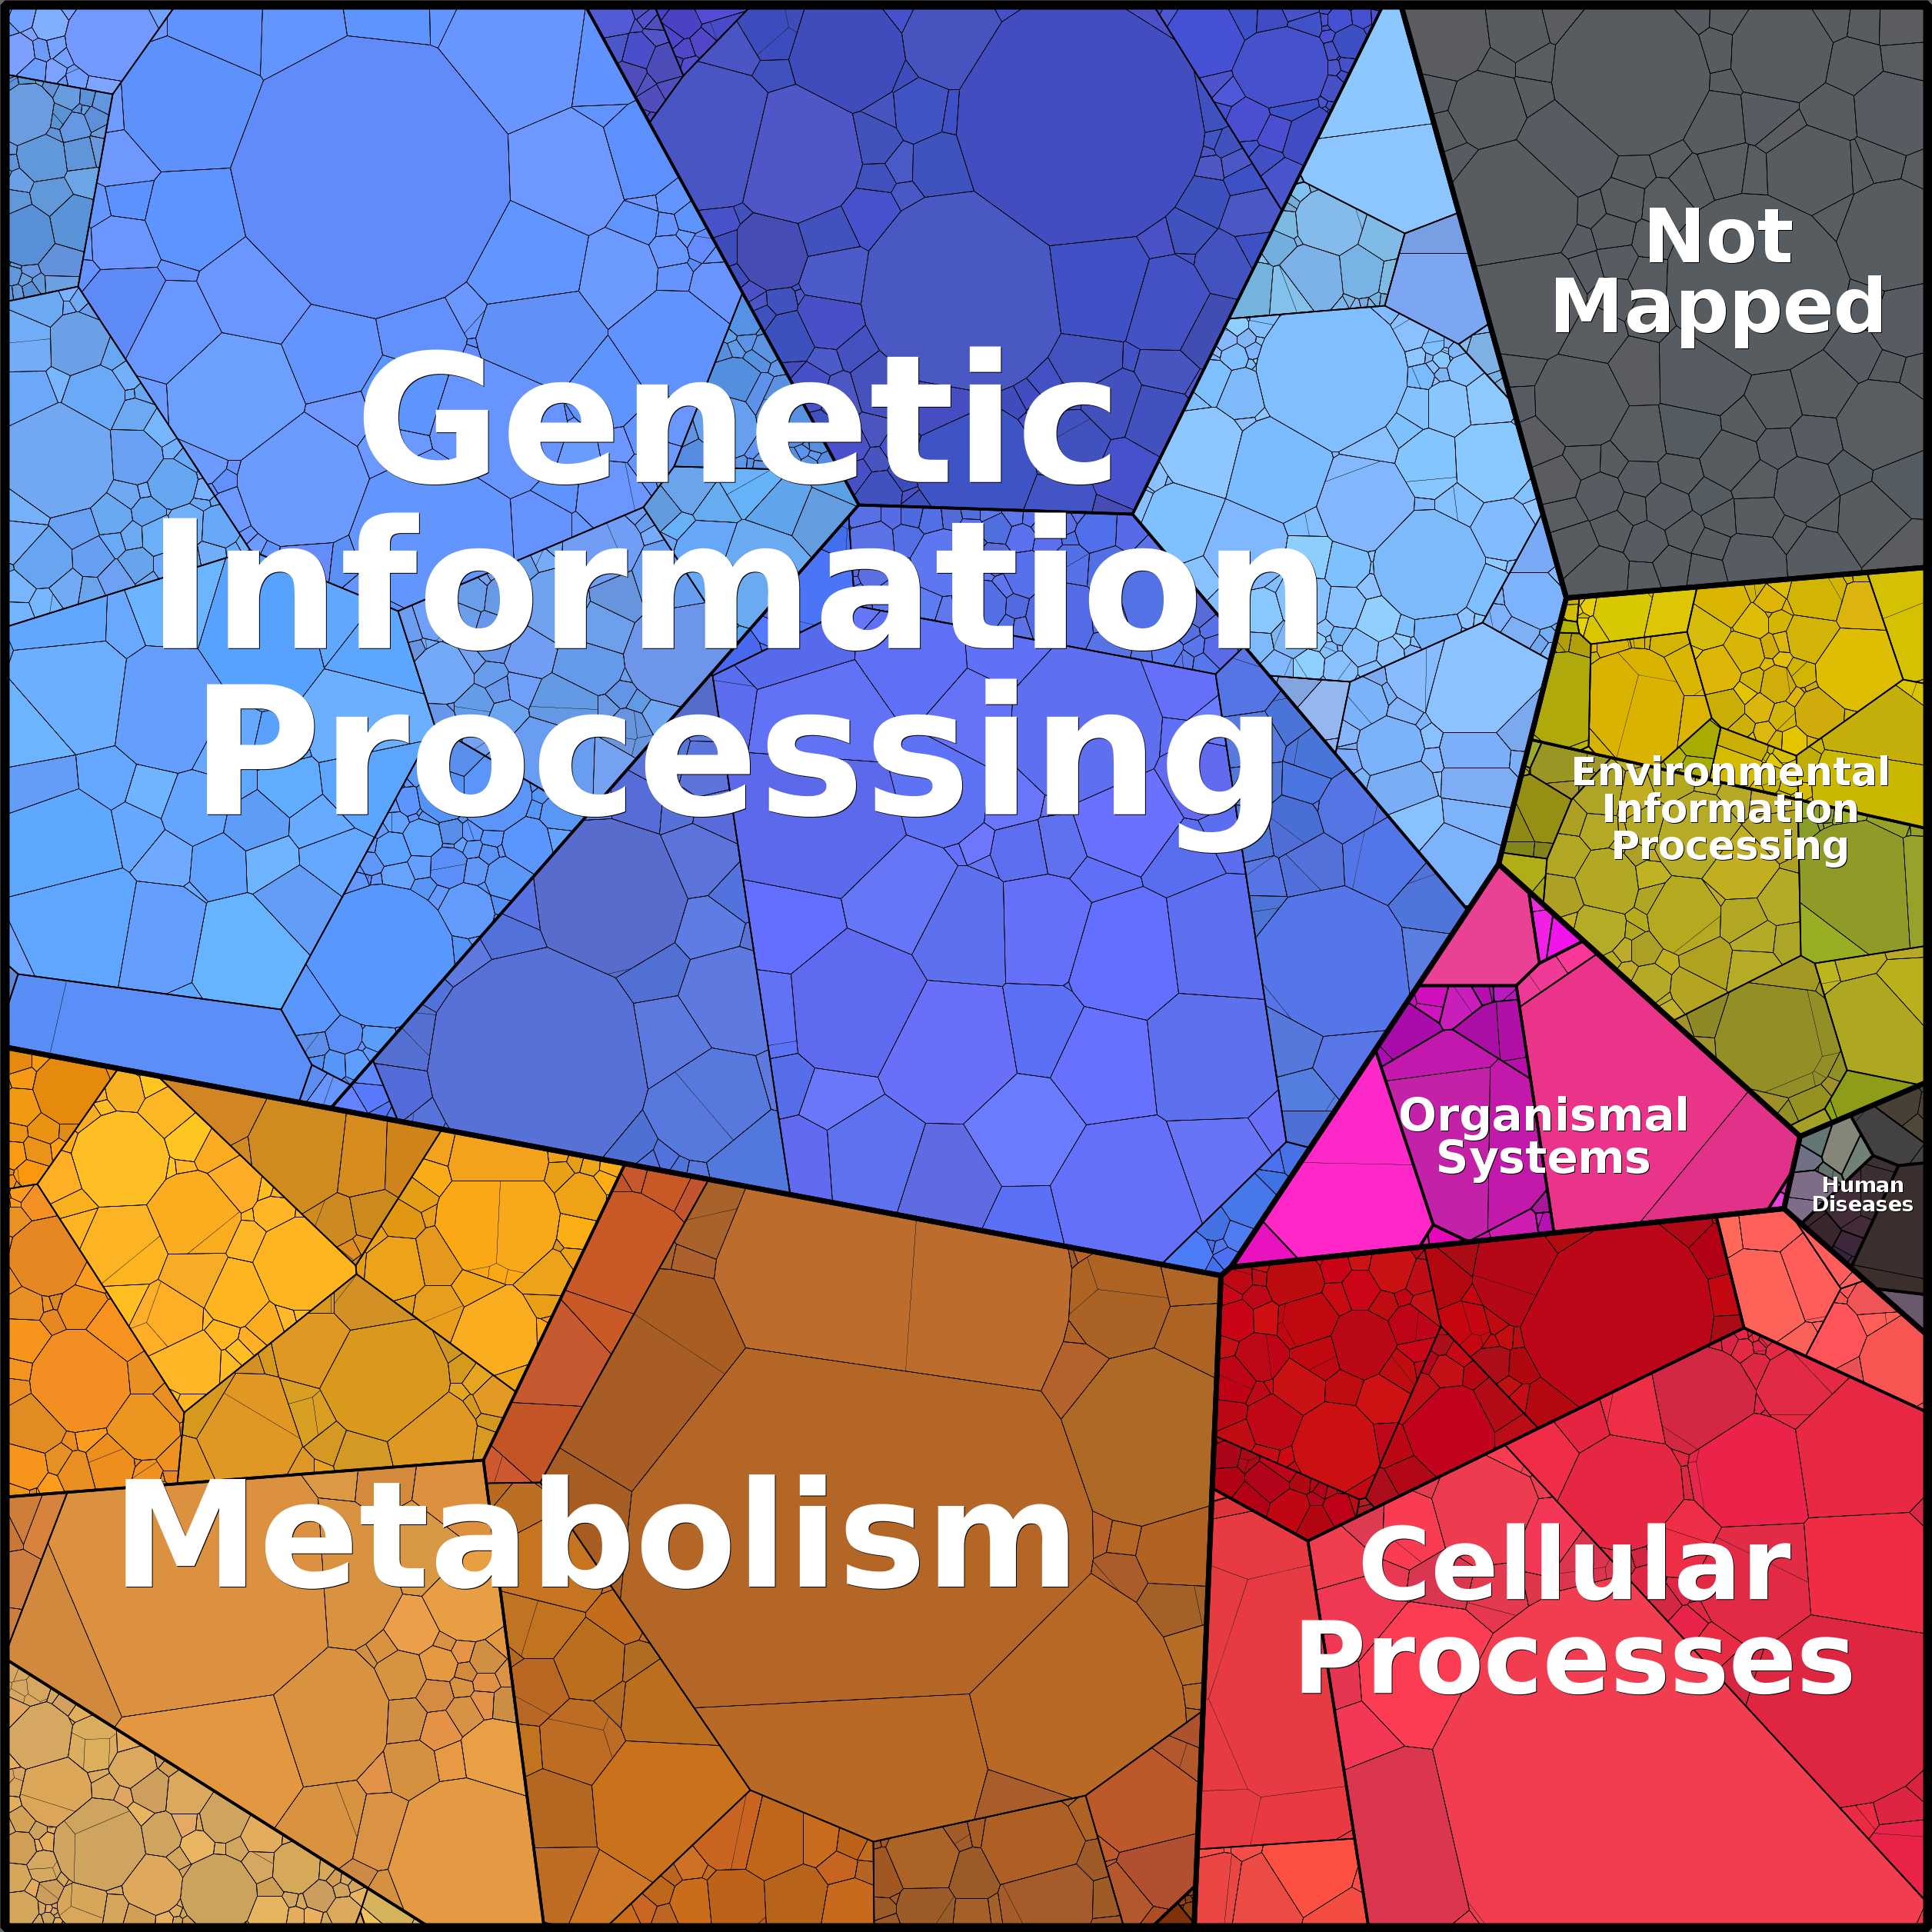 Not
Mapped
Genetic
Information
Processing
Environmental
Information
Processing
Organismal
Systems
Human
Diseases
Metabolism
Cellular
Processes